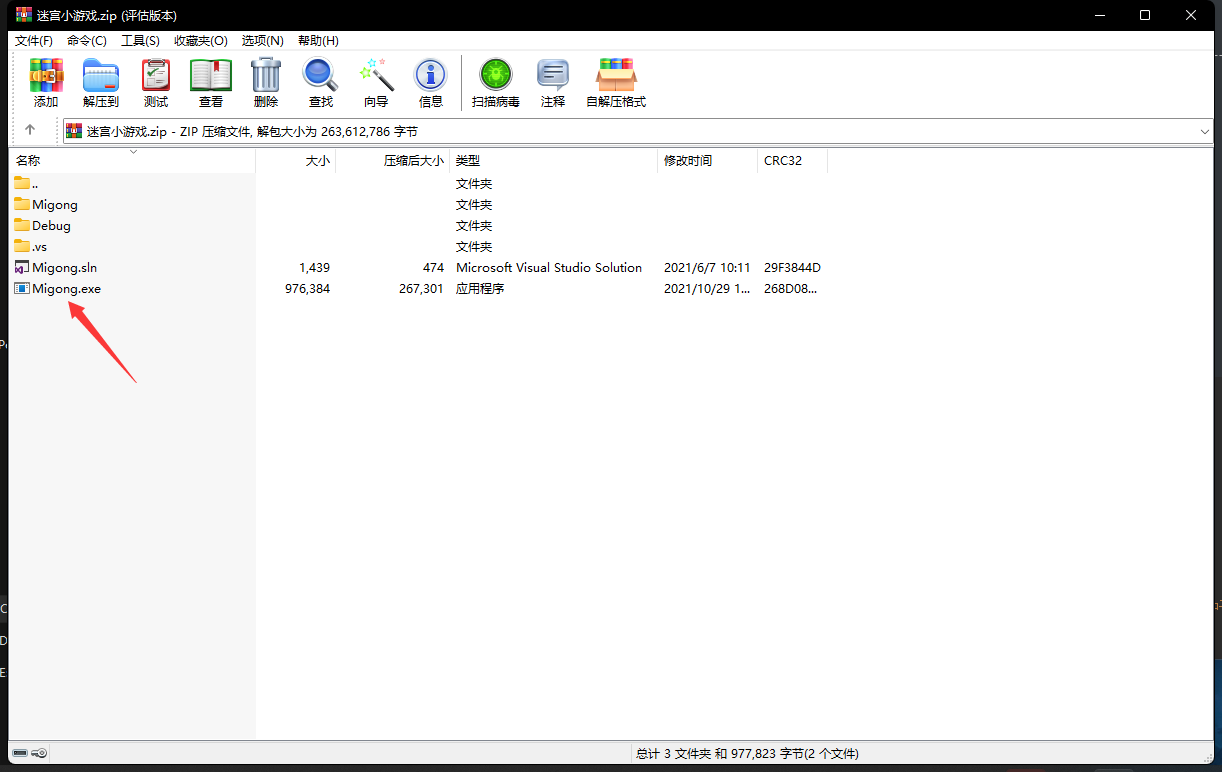 迷宫小游戏.zip (评估版本)
文件(F) 命令(C) 工具(S) 收藏夹(O) 选项(N) 帮助(H)
添加 解压到 测试 查看 删除 查找 向导 信息 扫描病毒 注释 自解压格式
迷宫小游戏.zip - ZIP 压缩文件, 解包大小为 263,612,786 字节
名称 大小 压缩后大小 类型 修改时间 CRC32
.. 文件夹
Migong 文件夹
Debug 文件夹
.vs 文件夹
Migong.sln 1,439 474 Microsoft Visual Studio Solution 2021/6/7 10:11 29F3844D
Migong.exe 976,384 267,301 应用程序 2021/10/29 1... 268D08...
总计 3 文件夹 和 977,823 字节(2 个文件)